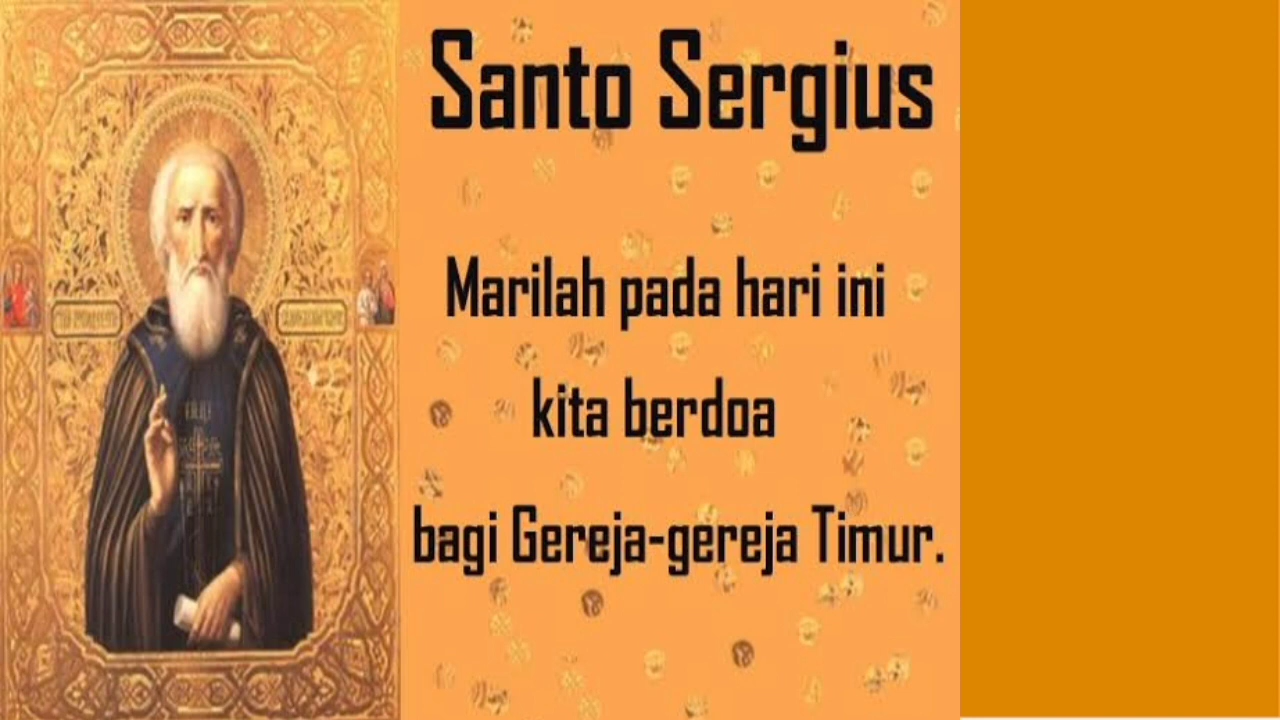 Santo Sergius
Marilah pada hari ini
kita berdoa
bagi Gereja-gereja Timur.